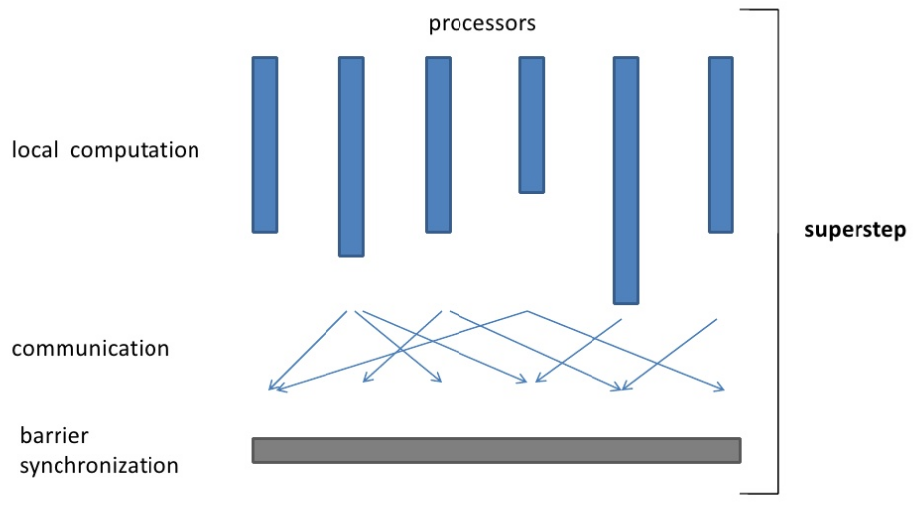 processors
local computation
superstep
communication
barrier
synchronization